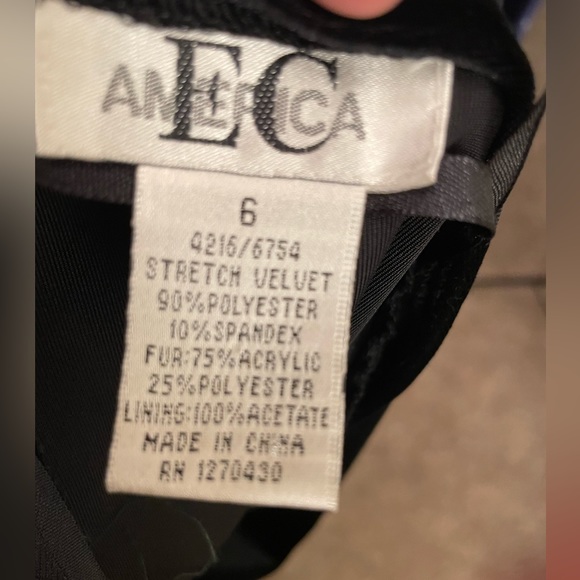 EC
AMERICA
6
4216/6754
STRETCH VELVET
90%POLYESTER
10%SPANDEX
FUR:75%ACRYLIC
25%POLYESTER
LINING:100%ACETATE
MADE IN CHINA
RN 1270430